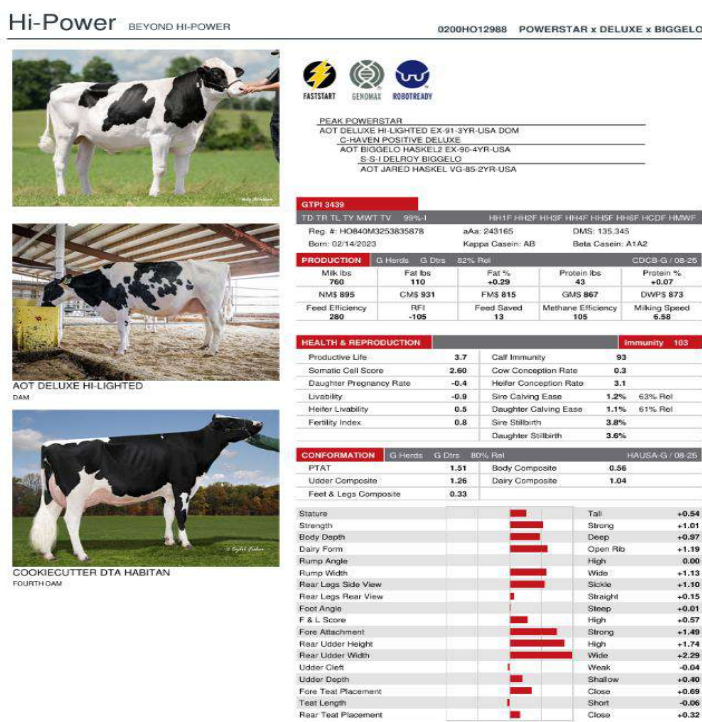 Hi-Power BEYOND HI-POWER
0200HO12988 POWERSTAR x DELUXE x BIGGELO
FASTSTART GENOMAX ROBOTREADY
PEAK POWERSTAR
AOT DELUXE HI-LIGHTED EX-91-3YR-USA DOM
C-HAVEN POSITIVE DELUXE
AOT BIGGELO HASKEL2 EX-90-4YR-USA
S-S-I DELROY BIGGELO
AOT JARED HASKEL VG-85-2YR-USA
AOT DELUXE HI-LIGHTED
DAM
COOKIECUTTER DTA HABITAN
FOURTH DAM
GTPI 3439
TD TR TL TY MWT TV 99%-I HH1F HH2F HH3F HH4F HH5F HH6F HCDF HMWF
Reg. #: HO840M3253835878 aAa: 243165 DMS: 135,345
Born: 02/14/2023 Kappa Casein: AB Beta Casein: A1A2
PRODUCTION G Herds G Dtrs 82% Rel CDCB-G / 08-25
Milk lbs Fat lbs Fat % Protein lbs Protein %
760 110 +0.29 43 +0.07
NM$ 895 CM$ 931 FM$ 815 GM$ 867 DWP$ 873
Feed Efficiency RFI Feed Saved Methane Efficiency Milking Speed
280 -105 13 105 6.58
HEALTH & REPRODUCTION Immunity 103
Productive Life 3.7 Calf Immunity 93
Somatic Cell Score 2.60 Cow Conception Rate 0.3
Daughter Pregnancy Rate -0.4 Heifer Conception Rate 3.1
Livability -0.9 Sire Calving Ease 1.2% 63% Rel
Heifer Livability 0.5 Daughter Calving Ease 1.1% 61% Rel
Fertility Index 0.8 Sire Stillbirth 3.8%
Daughter Stillbirth 3.6%
CONFORMATION G Herds G Dtrs 80% Rel HAUSA-G / 08-25
PTAT 1.51 Body Composite 0.56
Udder Composite 1.26 Dairy Composite 1.04
Feet & Legs Composite 0.33
Stature Tall +0.54
Strength Strong +1.01
Body Depth Deep +0.97
Dairy Form Open Rib +1.19
Rump Angle High 0.00
Rump Width Wide +1.13
Rear Legs Side View Sickle +1.10
Rear Legs Rear View Straight +0.15
Foot Angle Steep +0.01
F & L Score High +0.57
Fore Attachment Strong +1.49
Rear Udder Height High +1.74
Rear Udder Width Wide +2.29
Udder Cleft Weak -0.04
Udder Depth Shallow +0.40
Fore Teat Placement Close +0.69
Teat Length Short -0.06
Rear Teat Placement Close +0.32